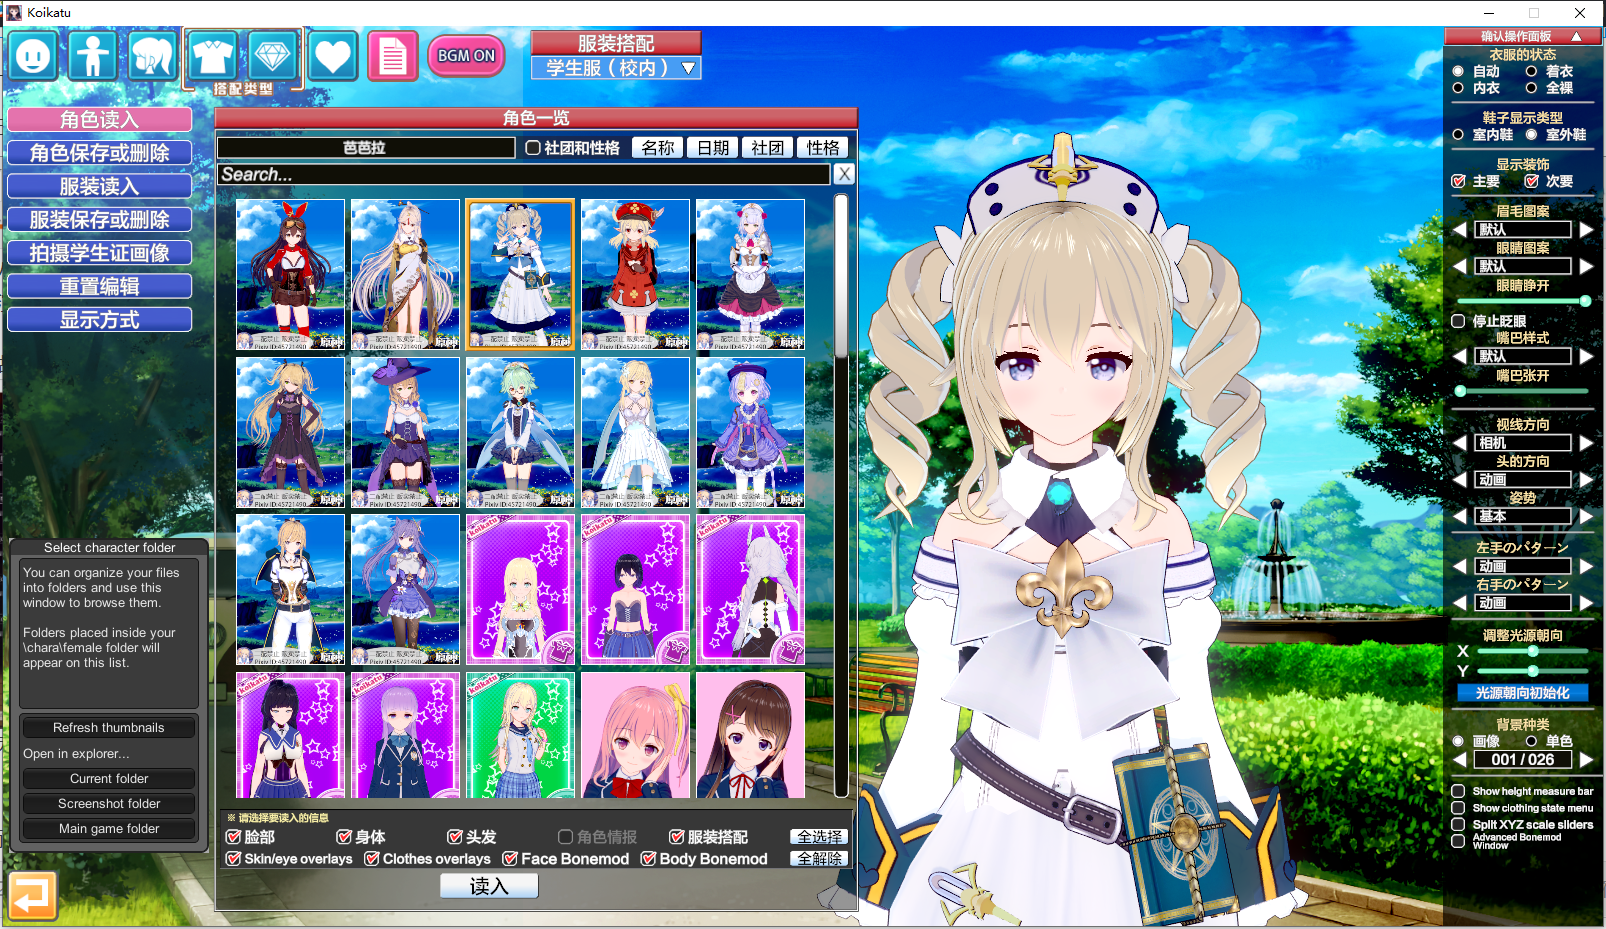 Koikatu
BGM ON
搭配类型
服装搭配
学生服（校内）
角色读入
角色保存或删除
服装读入
服装保存或删除
拍摄学生证画像
重置编辑
显示方式
角色一览
芭芭拉
社团和性格
名称
日期
社团
性格
Search...
X
Select character folder
You can organize your files
into folders and use this
window to browse them.
Folders placed inside your
\chara\female folder will
appear on this list.
Refresh thumbnails
Open in explorer...
Current folder
Screenshot folder
Main game folder
※ 请选择要读入的信息
脸部
身体
头发
角色情报
服装搭配
全选择
Skin/eye overlays
Clothes overlays
Face Bonemod
Body Bonemod
全解除
读入
确认操作面板
衣服的状态
自动
着衣
内衣
全裸
鞋子显示类型
室内鞋
室外鞋
显示装饰
主要
次要
眉毛图案
默认
眼睛图案
默认
眼睛睁开
停止眨眼
嘴巴样式
默认
嘴巴张开
视线方向
相机
头的方向
动画
姿势
基本
左手のパターン
动画
右手のパターン
动画
调整光源朝向
X
Y
光源朝向初始化
背景种类
画像
单色
001 / 026
Show height measure bar
Show clothing state menu
Split XYZ scale sliders
Advanced Bonemod
Window